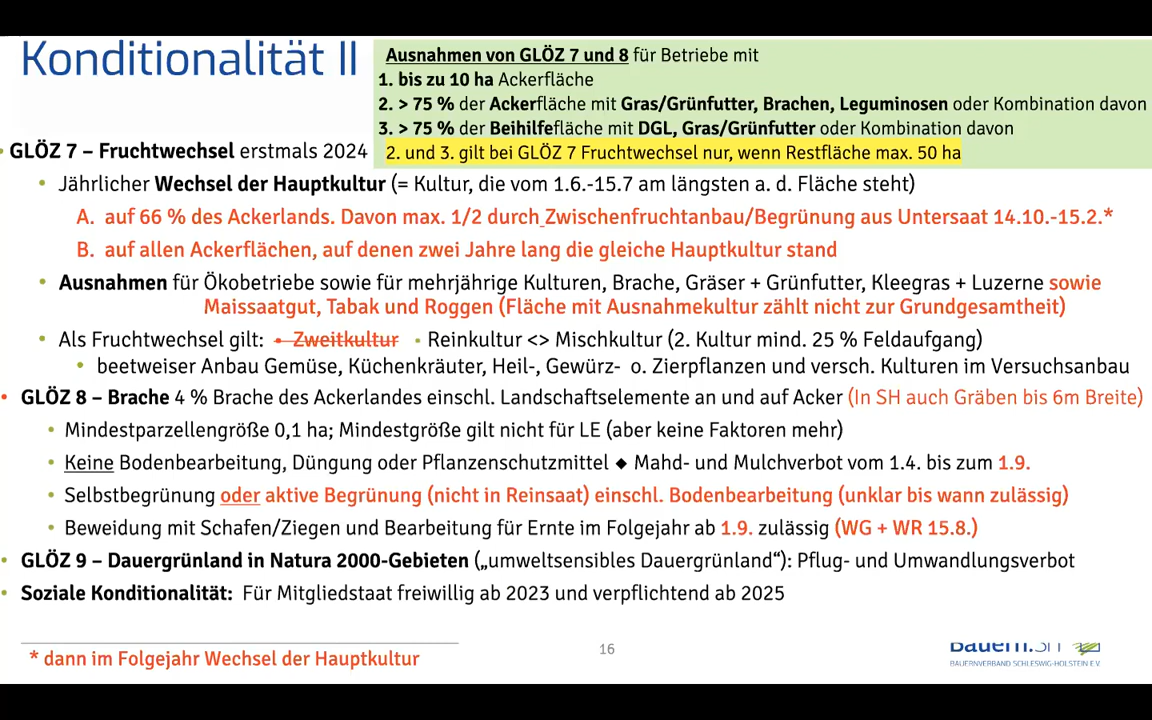 Konditionalität II
Ausnahmen von GLÖZ 7 und 8 für Betriebe mit
1. bis zu 10 ha Ackerfläche
2. > 75 % der Ackerfläche mit Gras/Grünfutter, Brachen, Leguminosen oder Kombination davon
3. > 75 % der Beihilfefläche mit DGL, Gras/Grünfutter oder Kombination davon
2. und 3. gilt bei GLÖZ 7 Fruchtwechsel nur, wenn Restfläche max. 50 ha
• GLÖZ 7 – Fruchtwechsel erstmals 2024
• Jährlicher Wechsel der Hauptkultur (= Kultur, die vom 1.6.-15.7 am längsten a. d. Fläche steht)
A. auf 66 % des Ackerlands. Davon max. 1/2 durch Zwischenfruchtanbau/Begrünung aus Untersaat 14.10.-15.2.*
B. auf allen Ackerflächen, auf denen zwei Jahre lang die gleiche Hauptkultur stand
• Ausnahmen für Ökobetriebe sowie für mehrjährige Kulturen, Brache, Gräser + Grünfutter, Kleegras + Luzerne sowie
Maissaatgut, Tabak und Roggen (Fläche mit Ausnahmekultur zählt nicht zur Grundgesamtheit)
• Als Fruchtwechsel gilt: • Zweitkultur • Reinkultur <> Mischkultur (2. Kultur mind. 25 % Feldaufgang)
• beetweiser Anbau Gemüse, Küchenkräuter, Heil-, Gewürz- o. Zierpflanzen und versch. Kulturen im Versuchsanbau
• GLÖZ 8 – Brache 4 % Brache des Ackerlandes einschl. Landschaftselemente an und auf Acker (In SH auch Gräben bis 6m Breite)
• Mindestparzellengröße 0,1 ha; Mindestgröße gilt nicht für LE (aber keine Faktoren mehr)
• Keine Bodenbearbeitung, Düngung oder Pflanzenschutzmittel ◆ Mahd- und Mulchverbot vom 1.4. bis zum 1.9.
• Selbstbegrünung oder aktive Begrünung (nicht in Reinsaat) einschl. Bodenbearbeitung (unklar bis wann zulässig)
• Beweidung mit Schafen/Ziegen und Bearbeitung für Ernte im Folgejahr ab 1.9. zulässig (WG + WR 15.8.)
• GLÖZ 9 – Dauergrünland in Natura 2000-Gebieten („umweltsensibles Dauergrünland“): Pflug- und Umwandlungsverbot
• Soziale Konditionalität: Für Mitgliedstaat freiwillig ab 2023 und verpflichtend ab 2025
* dann im Folgejahr Wechsel der Hauptkultur
16
Bauern.SH
BAUERNVERBAND SCHLESWIG-HOLSTEIN E.V.